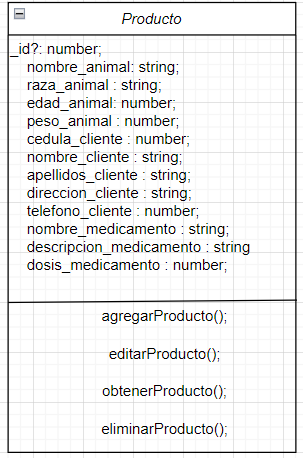 Producto
_id?: number;
nombre_animal: string;
raza_animal : string;
edad_animal: number;
peso_animal : number;
cedula_cliente : number;
nombre_cliente : string;
apellidos_cliente : string;
direccion_cliente : string;
telefono_cliente : number;
nombre_medicamento : string;
descripcion_medicamento : string
dosis_medicamento : number;
agregarProducto();
editarProducto();
obtenerProducto();
eliminarProducto();